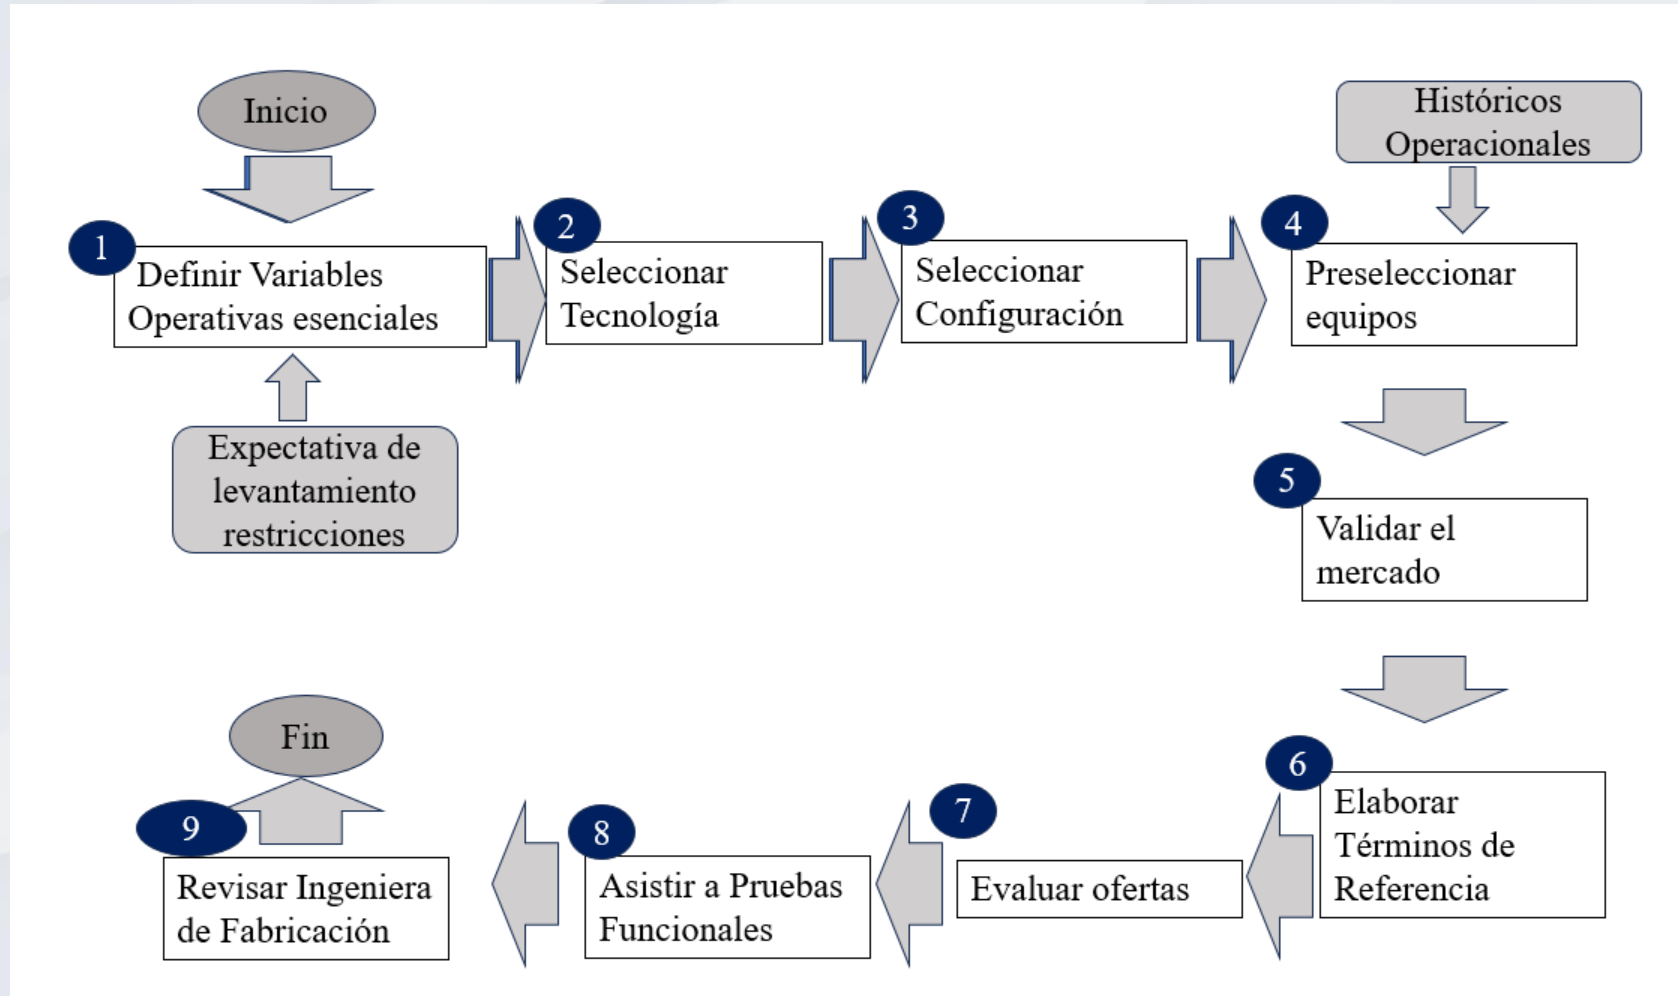 Inicio
1
Definir Variables
Operativas esenciales
Expectativa de
levantamiento
restricciones
2
Seleccionar
Tecnología
3
Seleccionar
Configuración
Históricos
Operacionales
4
Preseleccionar
equipos
5
Validar el
mercado
6
Elaborar
Términos de
Referencia
7
Evaluar ofertas
8
Asistir a Pruebas
Funcionales
9
Revisar Ingeniera
de Fabricación
Fin